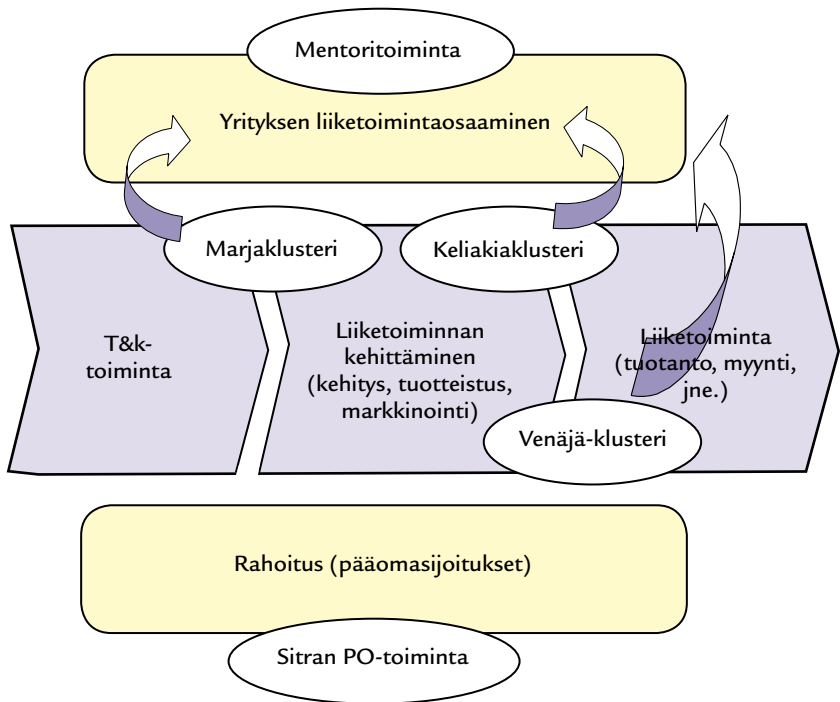 Mentoritoiminta
Yrityksen liiketoimintaosaaminen
Marjaklusteri
Keliakiaklusteri
T&k-
toiminta
Liiketoiminnan
kehittäminen
(kehitys, tuotteistus,
markkinointi)
Liiketoiminta
(tuotanto, myynti,
jne.)
Venäjä-klusteri
Rahoitus (pääomasijoitukset)
Sitran PO-toiminta